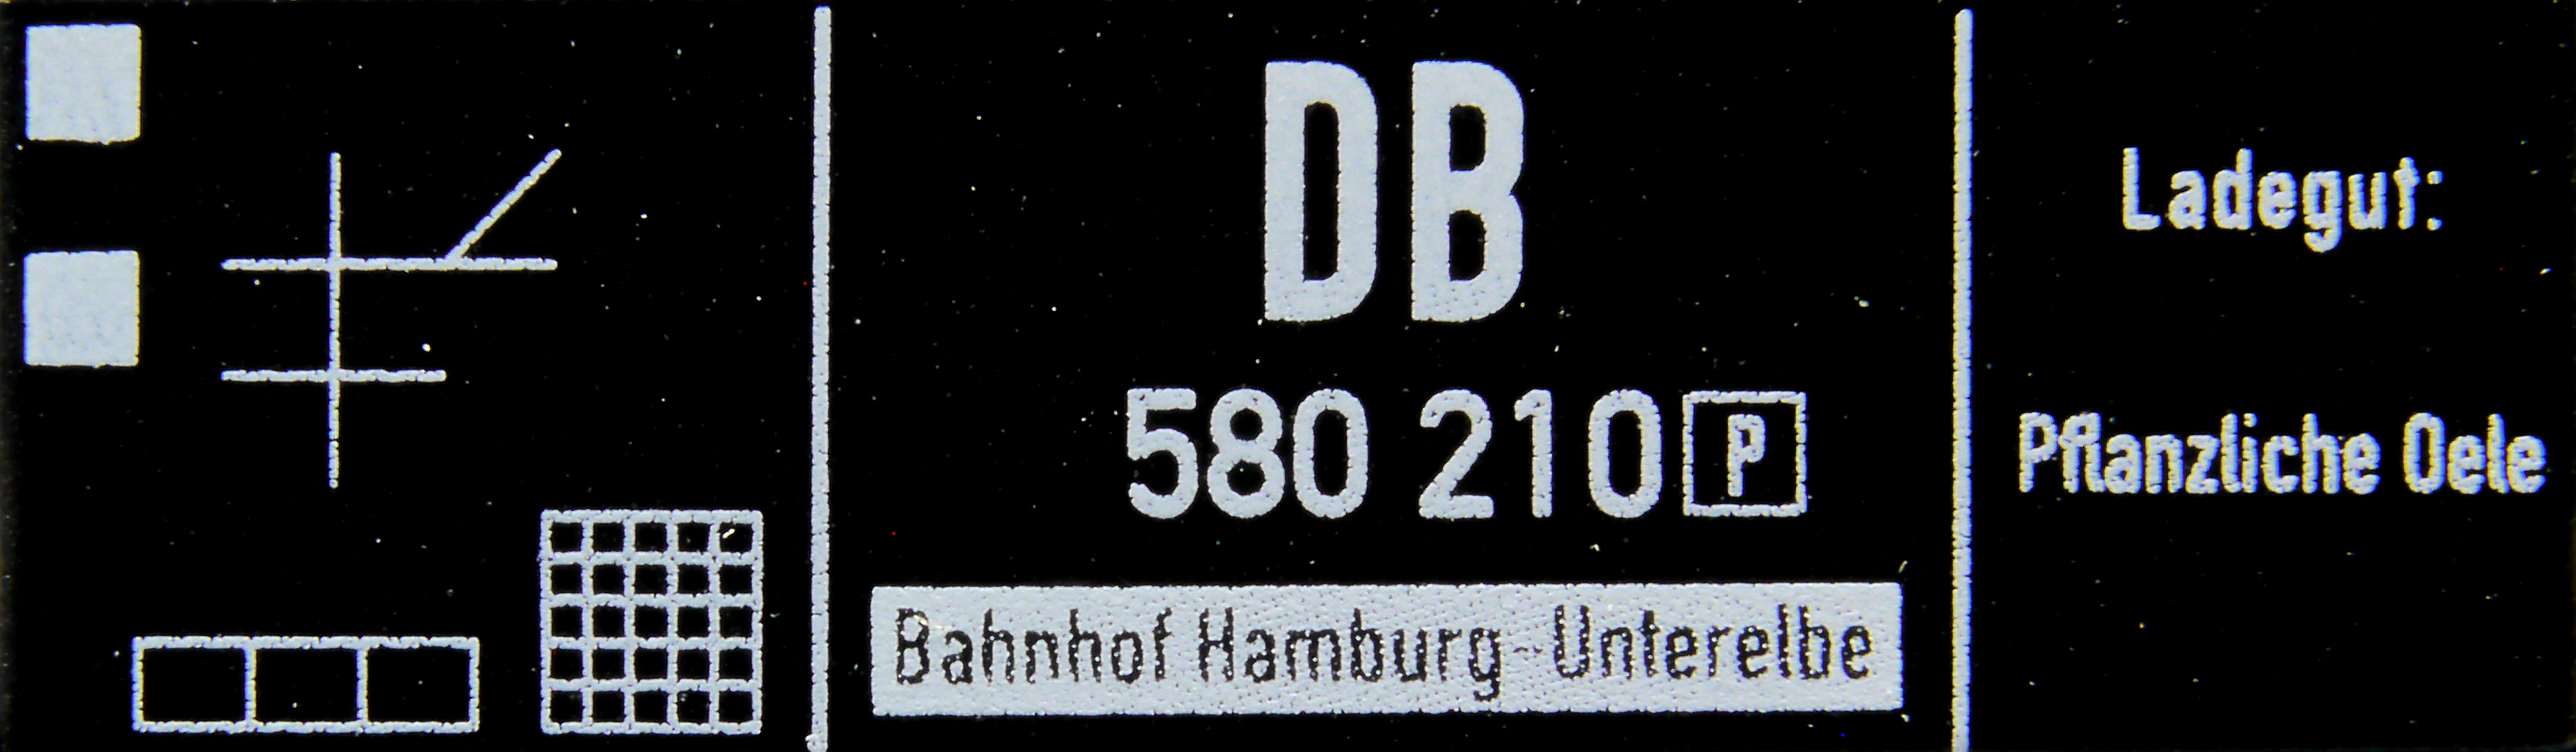 DB
580 210 P
Bahnhof Hamburg-Unterelbe
Ladegut:
Pflanzliche Oele